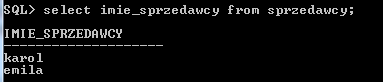 SQL> select imie_sprzedawcy from sprzedawcy;
IMIE_SPRZEDAWCY
--------------------
karol
emila